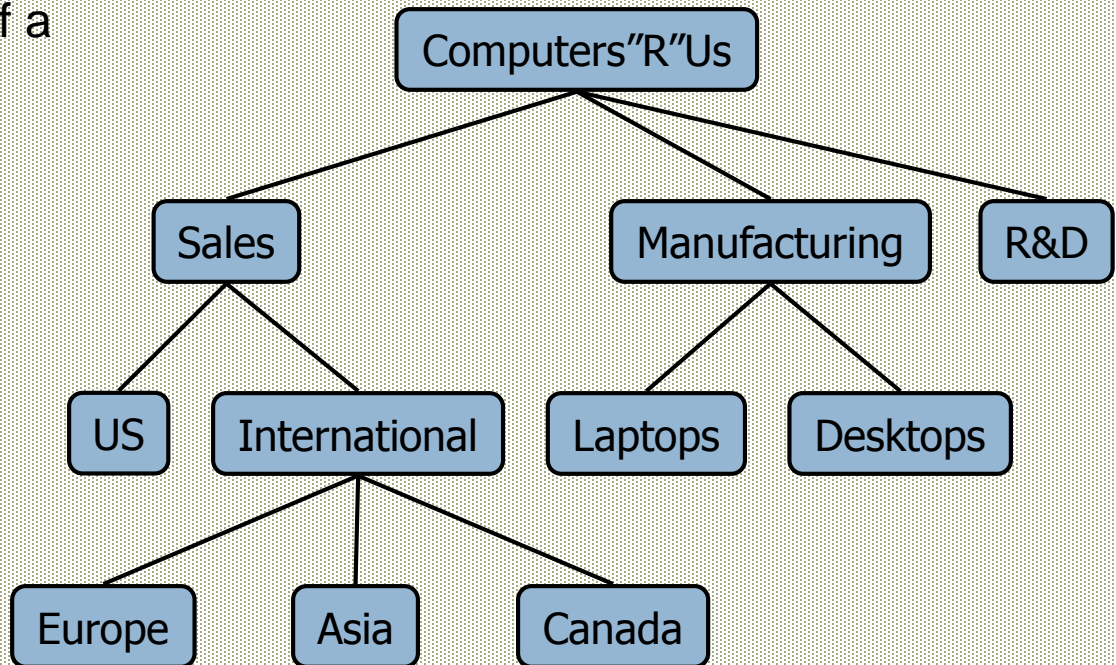 f a
Computers”R”Us
Sales
Manufacturing
R&D
US
International
Laptops
Desktops
Europe
Asia
Canada